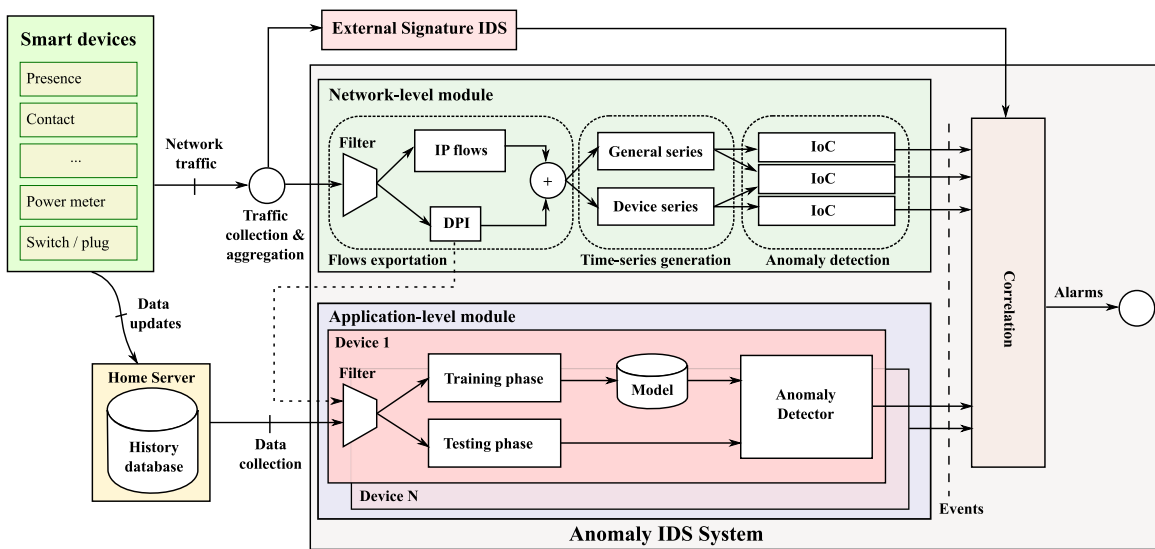 Smart devices
Presence
Contact
...
Power meter
Switch / plug
Network
traffic
Traffic
collection &
aggregation
Data
updates
Home Server
History
database
Data
collection
External Signature IDS
Network-level module
Filter
IP flows
DPI
+
Flows exportation
General series
Device series
Time-series generation
IoC
IoC
IoC
Anomaly detection
Application-level module
Device 1
Filter
Training phase
Testing phase
Model
Anomaly
Detector
Device N
Events
Correlation
Alarms
Anomaly IDS System